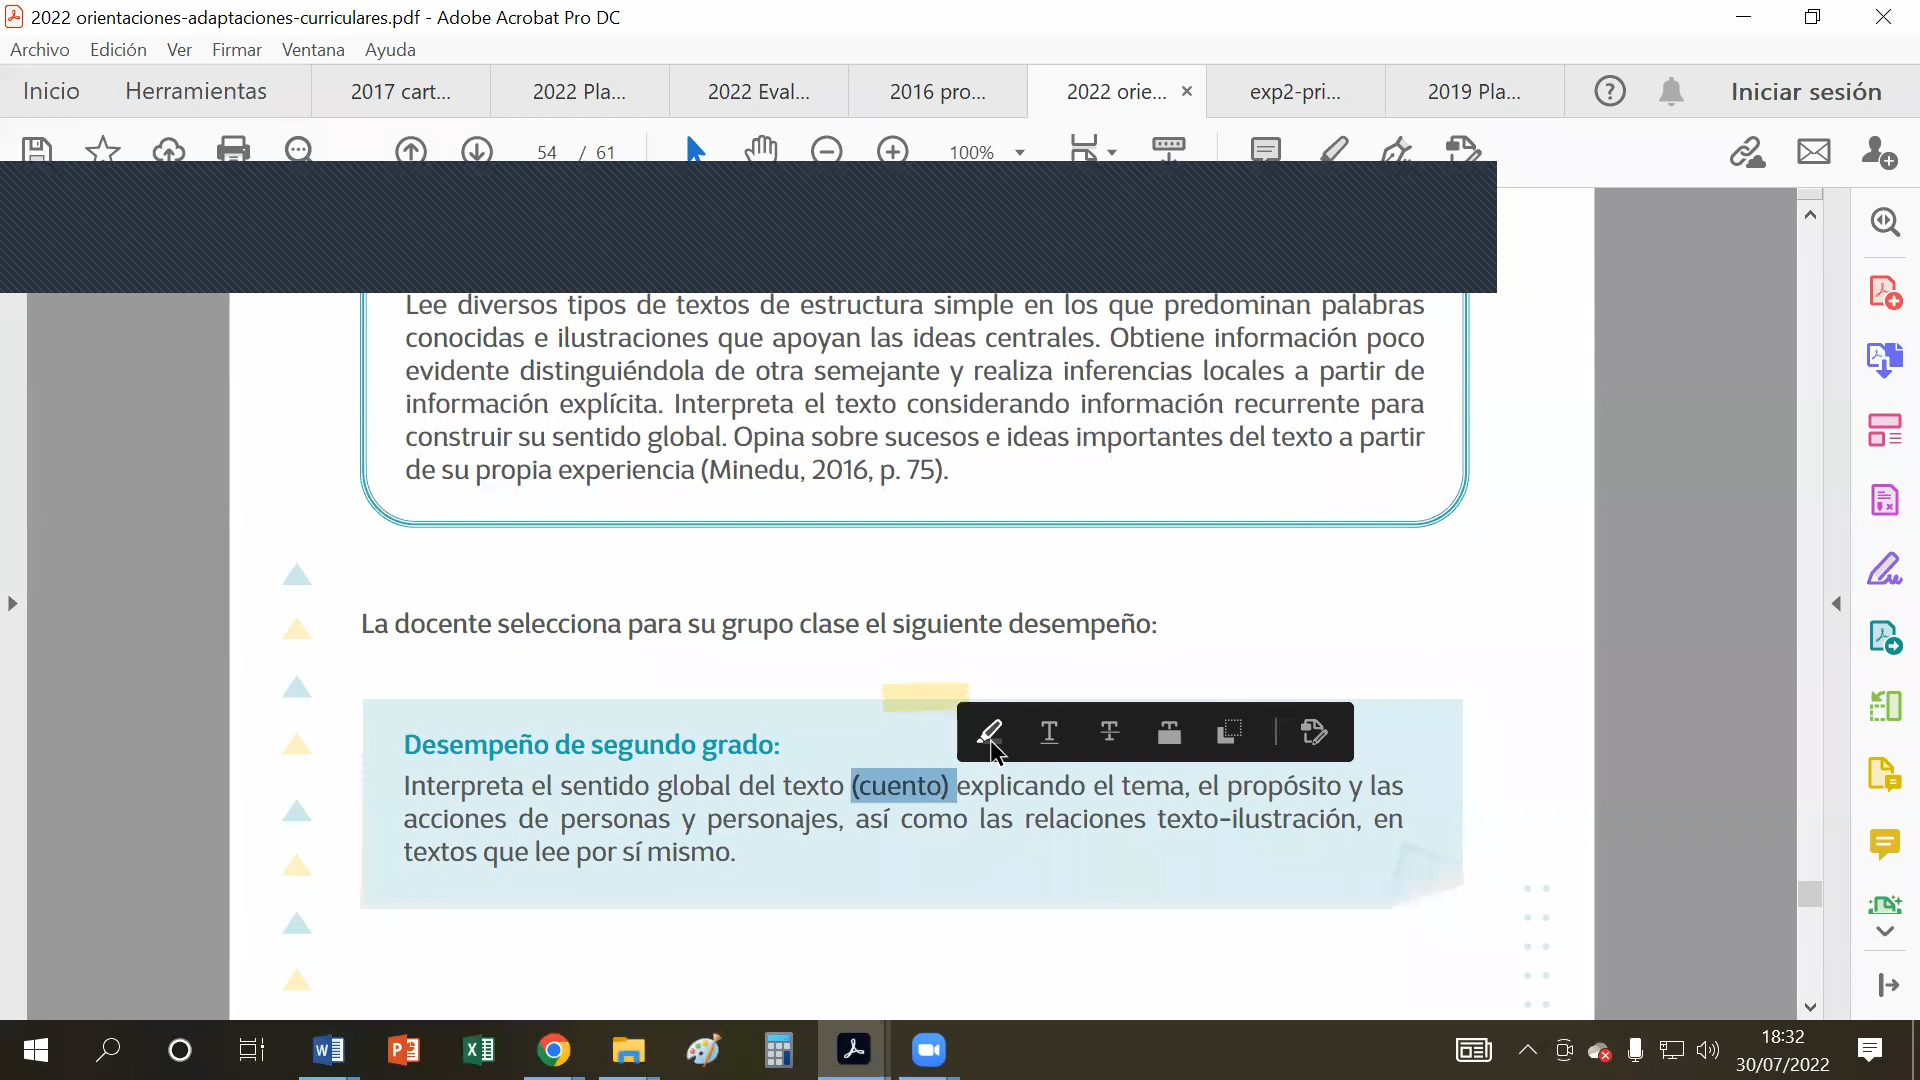 2022 orientaciones-adaptaciones-curriculares.pdf - Adobe Acrobat Pro DC
Archivo Edición Ver Firmar Ventana Ayuda
Inicio Herramientas 2017 cart... 2022 Pla... 2022 Eval... 2016 pro... 2022 orie... exp2-pri... 2019 Pla... Iniciar sesión
54 / 61 100%
Lee diversos tipos de textos de estructura simple en los que predominan palabras
conocidas e ilustraciones que apoyan las ideas centrales. Obtiene información poco
evidente distinguiéndola de otra semejante y realiza inferencias locales a partir de
información explícita. Interpreta el texto considerando información recurrente para
construir su sentido global. Opina sobre sucesos e ideas importantes del texto a partir
de su propia experiencia (Minedu, 2016, p. 75).
La docente selecciona para su grupo clase el siguiente desempeño:
Desempeño de segundo grado:
Interpreta el sentido global del texto (cuento) explicando el tema, el propósito y las
acciones de personas y personajes, así como las relaciones texto-ilustración, en
textos que lee por sí mismo.
18:32
30/07/2022